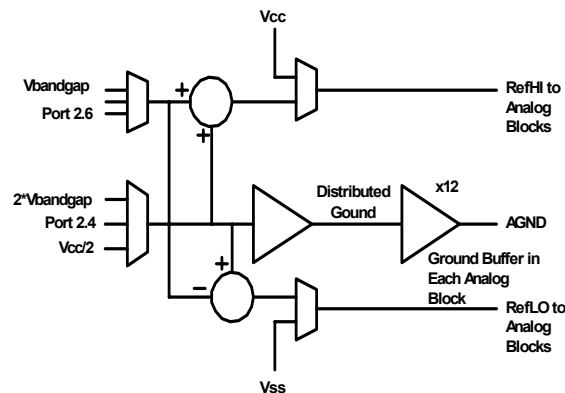 Vcc
Vbandgap
+
Port 2.6
+
RefHI to
Analog
Blocks
2*Vbandgap
Port 2.4
Vcc/2
Distributed
Gound
x12
AGND
+
–
Ground Buffer in
Each Analog
Block
RefLO to
Analog
Blocks
Vss